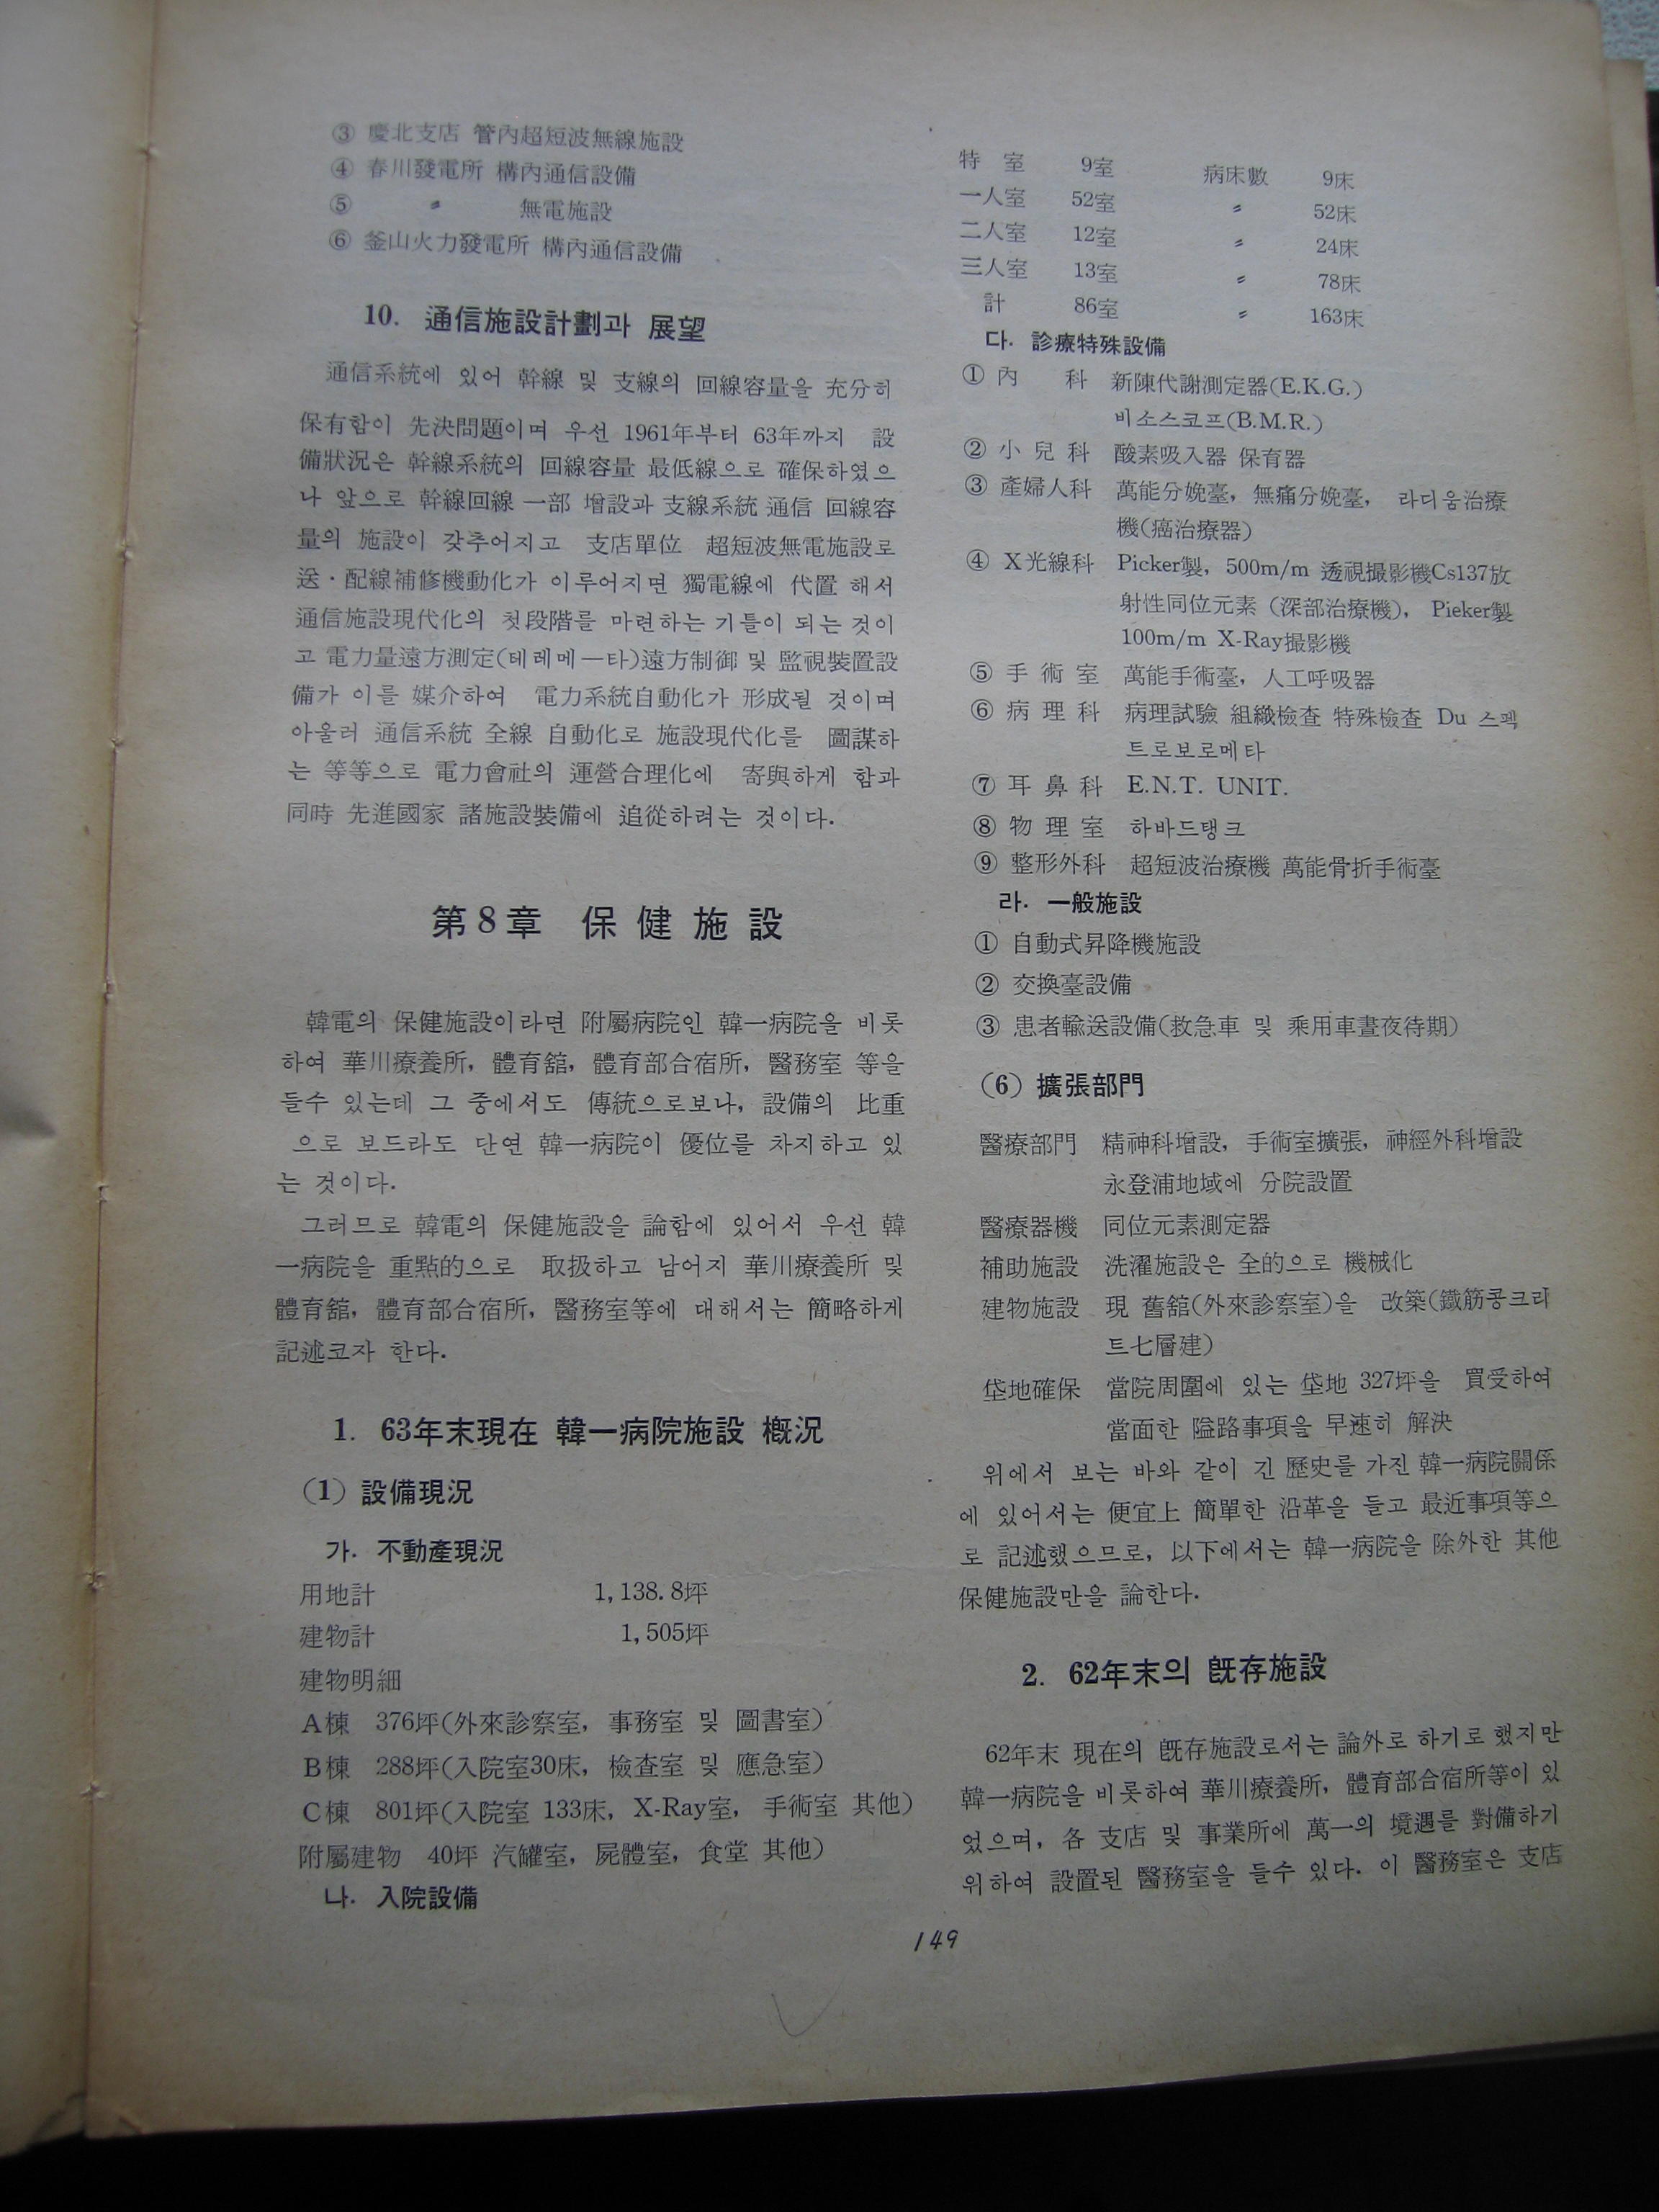 ③ 慶北支店 管內超短波無線施設
④ 春川發電所 構內通信設備
⑤ 〃 無電施設
⑥ 釜山火力發電所 構內通信設備
10. 通信施設計劃과 展望
通信系統에 있어 幹線 및 支線의 回線容量을 充分히
保有함이 先決問題이며 우선 1961年부터 63年까지 設
備狀況은 幹線系統의 回線容量 最低線으로 確保하였으
나 앞으로 幹線回線 一部 增設과 支線系統 通信 回線容
量의 施設이 갖추어지고 支店單位 超短波無電施設로
送·配線補修機動化가 이루어지면 獨電線에 代置 해서
通信施設現代化의 첫段階를 마련하는 기틀이 되는 것이
고 電力量遠方測定(테레메—타)遠方制御 및 監視裝置設
備가 이를 媒介하여 電力系統自動化가 形成될 것이며
아울러 通信系統 全線 自動化로 施設現代化를 圖謀하
는 等等으로 電力會社의 運營合理化에 寄與하게 함과
同時 先進國家 諸施設裝備에 追從하려는 것이다.
第8章 保健施設
韓電의 保健施設이라면 附屬病院인 韓一病院을 비롯
하여 華川療養所, 體育舘, 體育部合宿所, 醫務室 等을
들수 있는데 그 중에서도 傳統으로보나, 設備의 比重
으로 보드라도 단연 韓一病院이 優位를 차지하고 있
는 것이다.
그러므로 韓電의 保健施設을 論함에 있어서 우선 韓
一病院을 重點的으로 取扱하고 남어지 華川療養所 및
體育舘, 體育部合宿所, 醫務室等에 대해서는 簡略하게
記述코자 한다.
1. 63年末現在 韓一病院施設 槪況
(1) 設備現況
가. 不動產現況
用地計 1,138.8坪
建物計 1,505坪
建物明細
A棟 376坪(外來診察室, 事務室 및 圖書室)
B棟 288坪(入院室30床, 檢查室 및 應急室)
C棟 801坪(入院室 133床, X-Ray室, 手術室 其他)
附屬建物 40坪 汽罐室, 屍體室, 食堂 其他)
나. 入院設備
特 室 9室 病床數 9床
一人室 52室 〃 52床
二人室 12室 〃 24床
三人室 13室 〃 78床
計 86室 〃 163床
다. 診療特殊設備
① 內 科 新陳代謝測定器(E.K.G.)
비소스코프(B.M.R.)
② 小兒科 酸素吸入器 保育器
③ 產婦人科 萬能分娩臺, 無痛分娩臺, 라디움治療
機(癌治療器)
④ X光線科 Picker製, 500m/m 透視撮影機Cs137放
射性同位元素 (深部治療機), Pieker製
100m/m X-Ray撮影機
⑤ 手術室 萬能手術臺, 人工呼吸器
⑥ 病理科 病理試驗 組織檢查 特殊檢查 Du 스펙
트로보로메타
⑦ 耳鼻科 E.N.T. UNIT.
⑧ 物理室 하바드탱크
⑨ 整形外科 超短波治療機 萬能骨折手術臺
라. 一般施設
① 自動式昇降機施設
② 交換臺設備
③ 患者輸送設備(救急車 및 乘用車晝夜待期)
(6) 擴張部門
醫療部門 精神科增設, 手術室擴張, 神經外科增設
永登浦地域에 分院設置
醫療器機 同位元素測定器
補助施設 洗濯施設은 全的으로 機械化
建物施設 現 舊舘(外來診察室)을 改築(鐵筋콩크리
트七層建)
垈地確保 當院周圍에 있는 垈地 327坪을 買受하여
當面한 隘路事項을 早速히 解決
위에서 보는 바와 같이 긴 歷史를 가진 韓一病院關係
에 있어서는 便宜上 簡單한 沿革을 들고 最近事項等으
로 記述했으므로, 以下에서는 韓一病院을 除外한 其他
保健施設만을 論한다.
2. 62年末의 旣存施設
62年末 現在의 旣存施設로서는 論外로 하기로 했지만
韓一病院을 비롯하여 華川療養所, 體育部合宿所等이 있
었으며, 各 支店 및 事業所에 萬一의 境遇를 對備하기
위하여 設置된 醫務室을 들수 있다. 이 醫務室은 支店
149